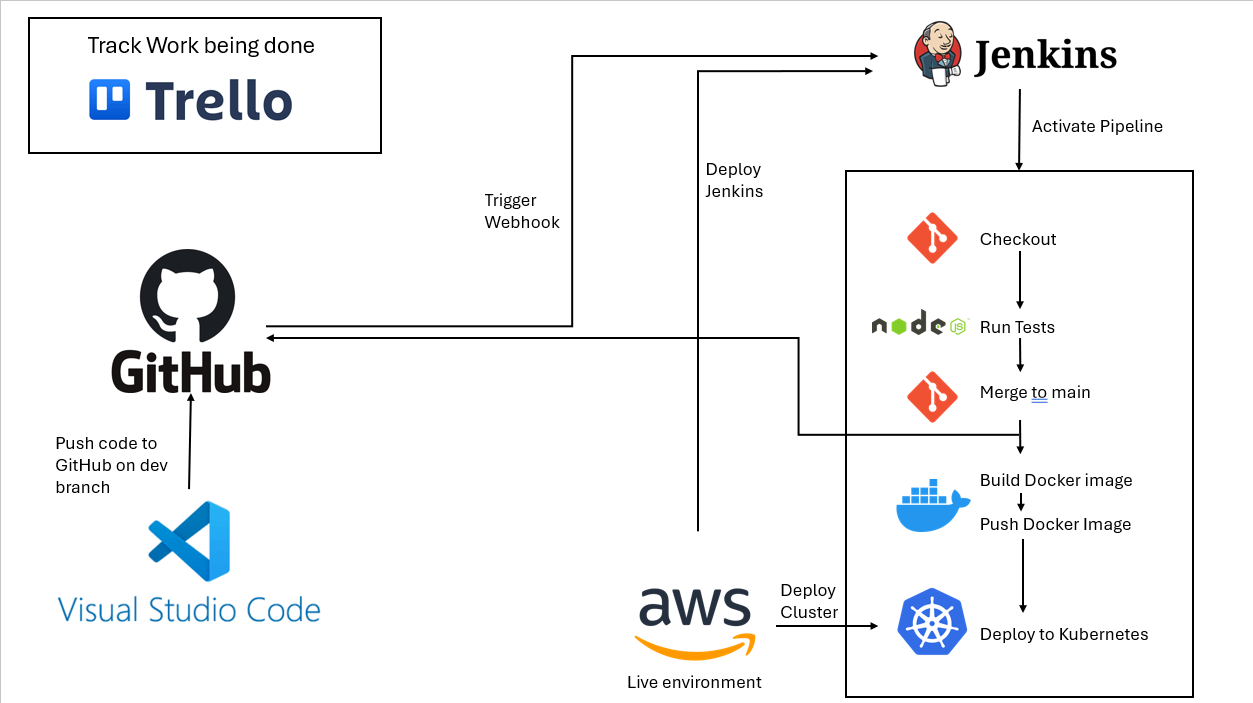 Track Work being done
Trello
Jenkins
Activate Pipeline
Deploy
Jenkins
Trigger
Webhook
Checkout
GitHub
node
JS
Run Tests
Merge to main
Push code to
GitHub on dev
branch
Build Docker image
Push Docker Image
Visual Studio Code
aws
Deploy
Cluster
Deploy to Kubernetes
Live environment